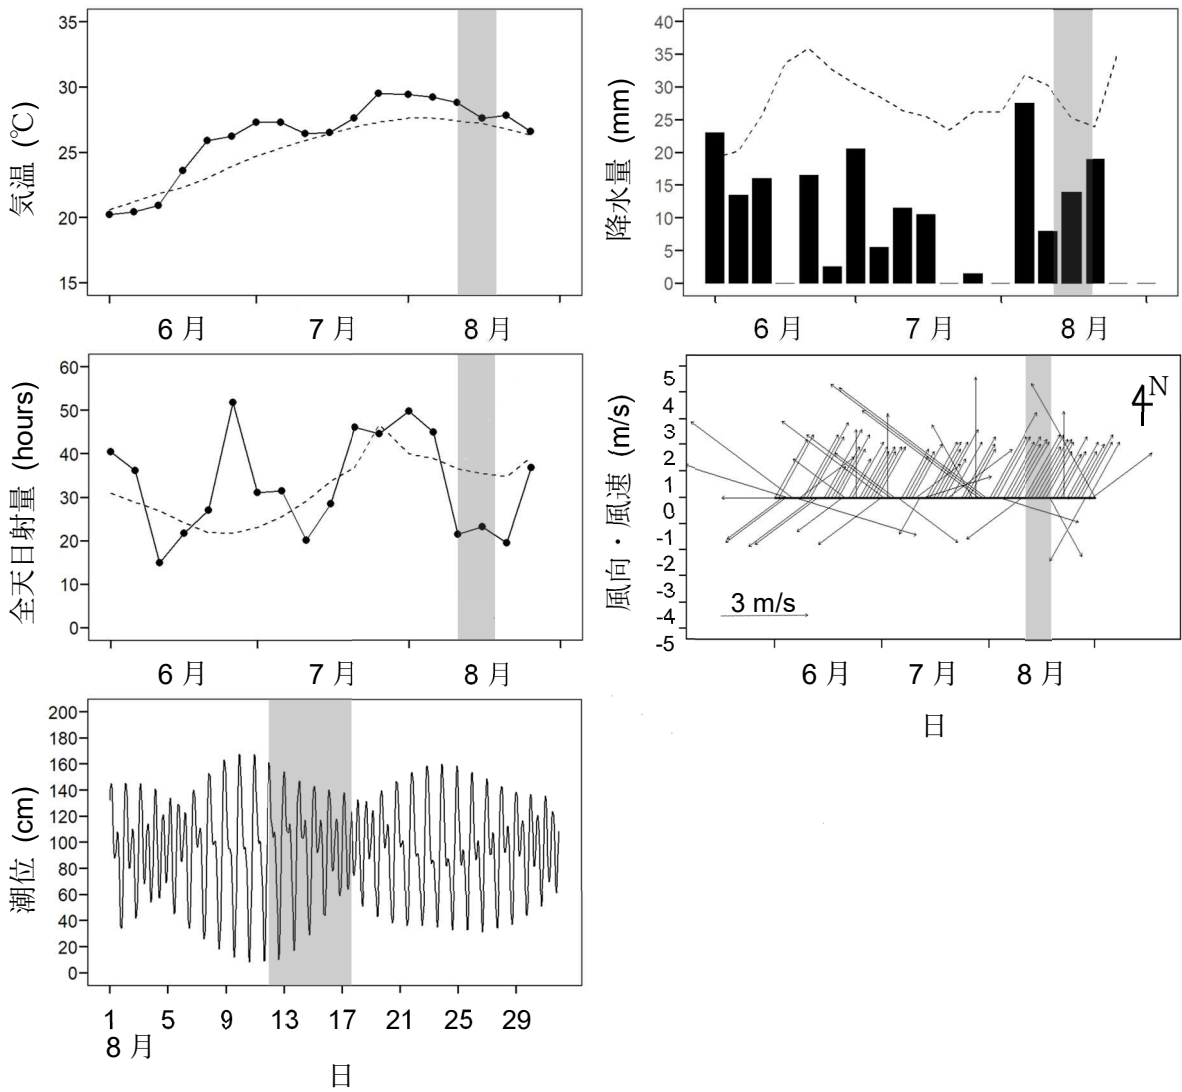 気温 (℃)
35
30
25
20
15
6 月
7 月
8 月
降水量 (mm)
40
35
30
25
20
15
10
5
0
6 月
7 月
8 月
全天日射量 (hours)
60
50
40
30
20
10
0
6 月
7 月
8 月
風向・風速 (m/s)
5
4
3
2
1
0
-1
-2
-3
-4
-5
N
3 m/s
6 月
7 月
8 月
日
潮位 (cm)
200
180
160
140
120
100
80
60
40
20
0
1 5 9 13 17 21 25 29
8 月
日